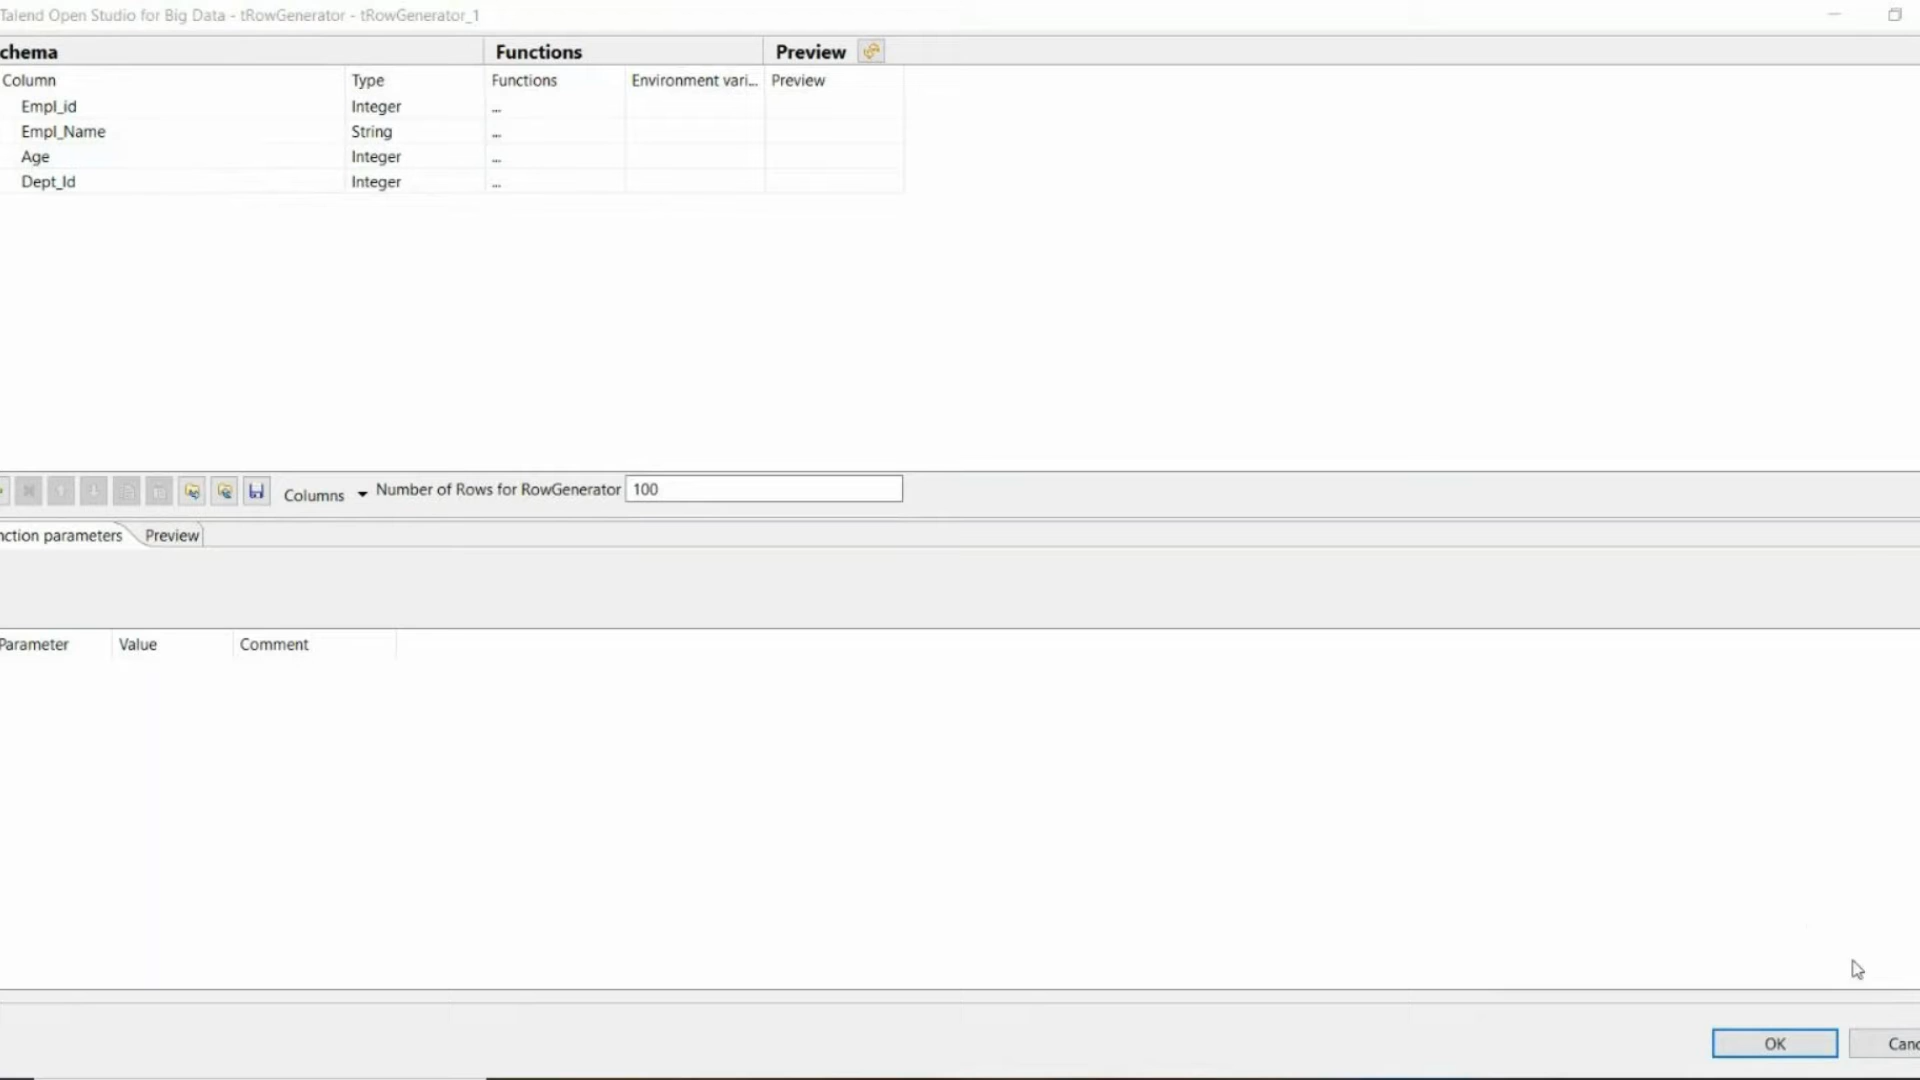 Talend Open Studio for Big Data - tRowGenerator - tRowGenerator_1
chema Functions Preview
Column Type Functions Environment vari... Preview
Empl_id Integer ...
Empl_Name String ...
Age Integer ...
Dept_Id Integer ...
Columns Number of Rows for RowGenerator 100
nction parameters Preview
Parameter Value Comment
OK Canc